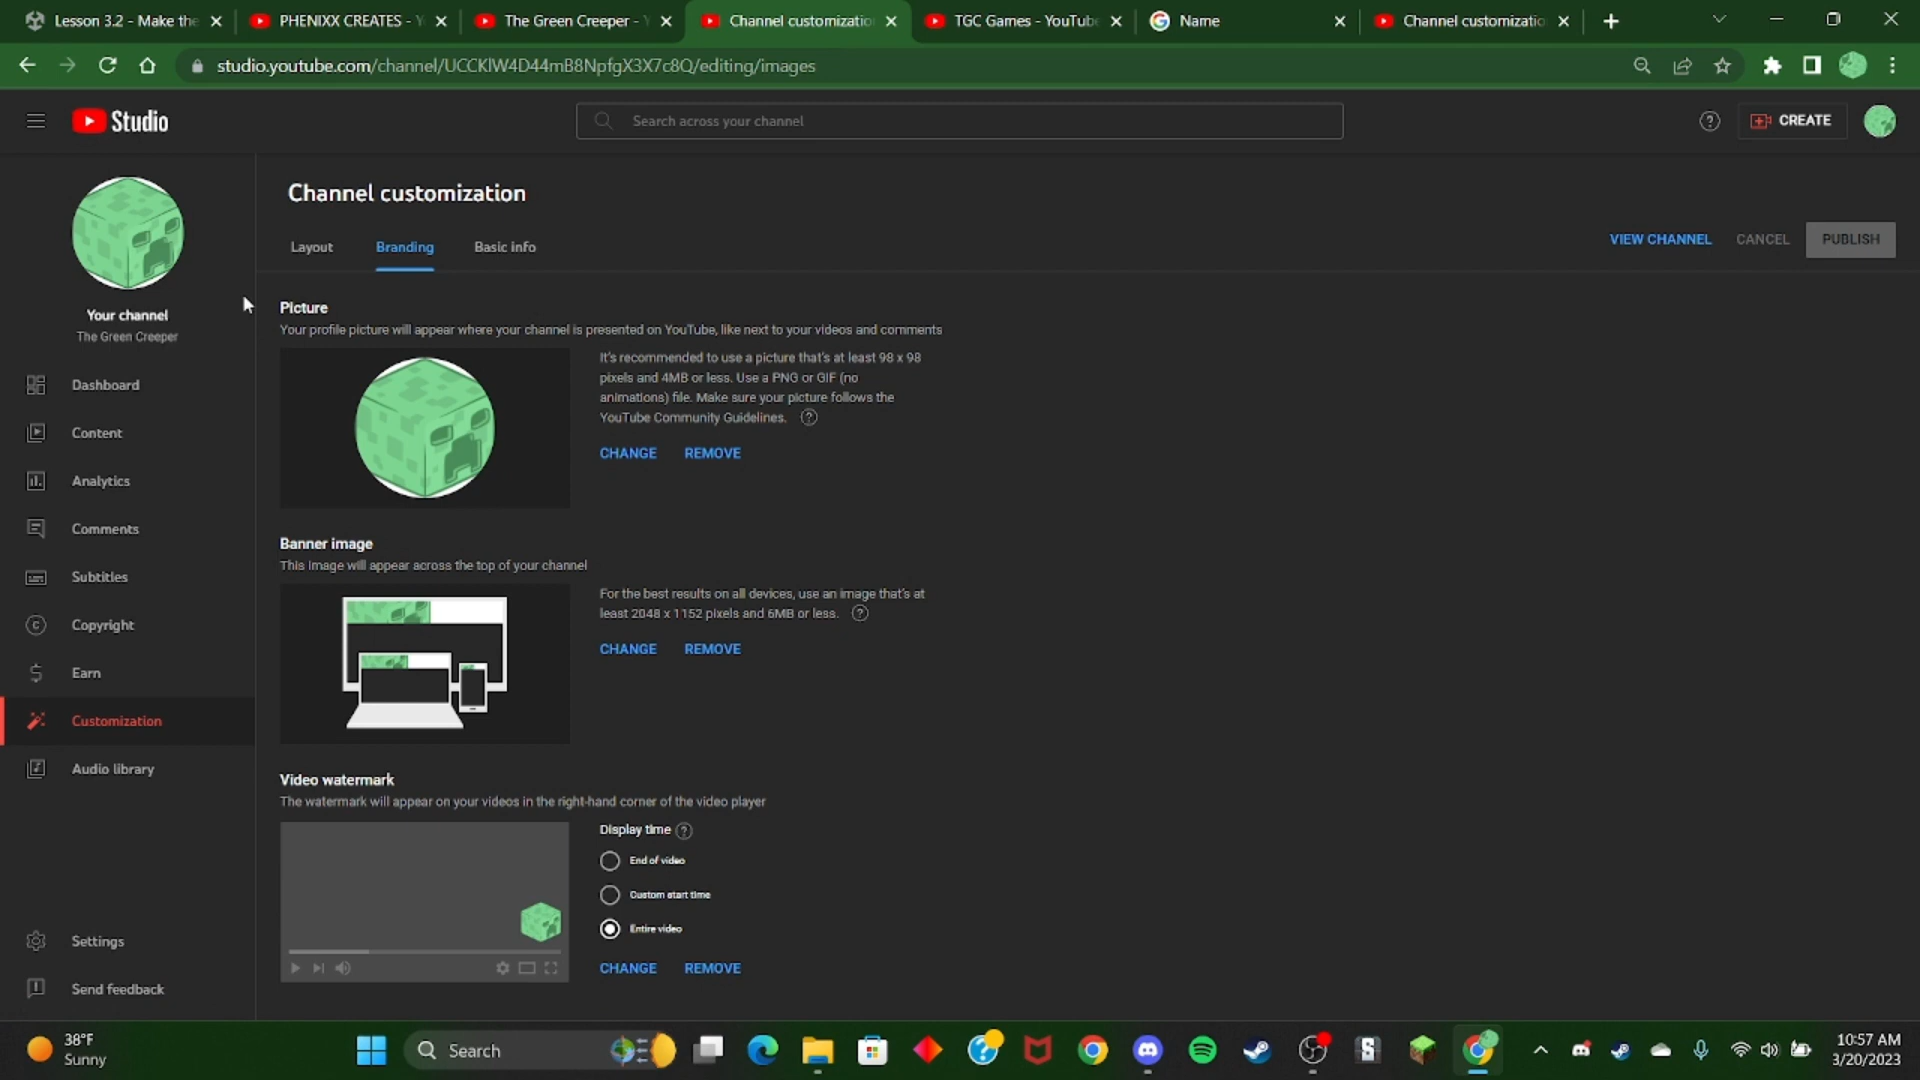 Lesson 3.2 - Make the
PHENIXX CREATES - Y
The Green Creeper - Y
Channel customizatio
TGC Games - YouTube
Name
Channel customizatio
studio.youtube.com/channel/UCCKlW4D44mB8NpfgX3X7c8Q/editing/images
Studio
Search across your channel
CREATE
Channel customization
Layout
Branding
Basic info
VIEW CHANNEL
CANCEL
PUBLISH
Your channel
The Green Creeper
Dashboard
Content
Analytics
Comments
Subtitles
Copyright
Earn
Customization
Audio library
Settings
Send feedback
Picture
Your profile picture will appear where your channel is presented on YouTube, like next to your videos and comments
It's recommended to use a picture that's at least 98 x 98
pixels and 4MB or less. Use a PNG or GIF (no
animations) file. Make sure your picture follows the
YouTube Community Guidelines.
CHANGE
REMOVE
Banner image
This image will appear across the top of your channel
For the best results on all devices, use an image that's at
least 2048 x 1152 pixels and 6MB or less.
CHANGE
REMOVE
Video watermark
The watermark will appear on your videos in the right-hand corner of the video player
Display time
End of video
Custom start time
Entire video
CHANGE
REMOVE
38°F
Sunny
Search
10:57 AM
3/20/2023